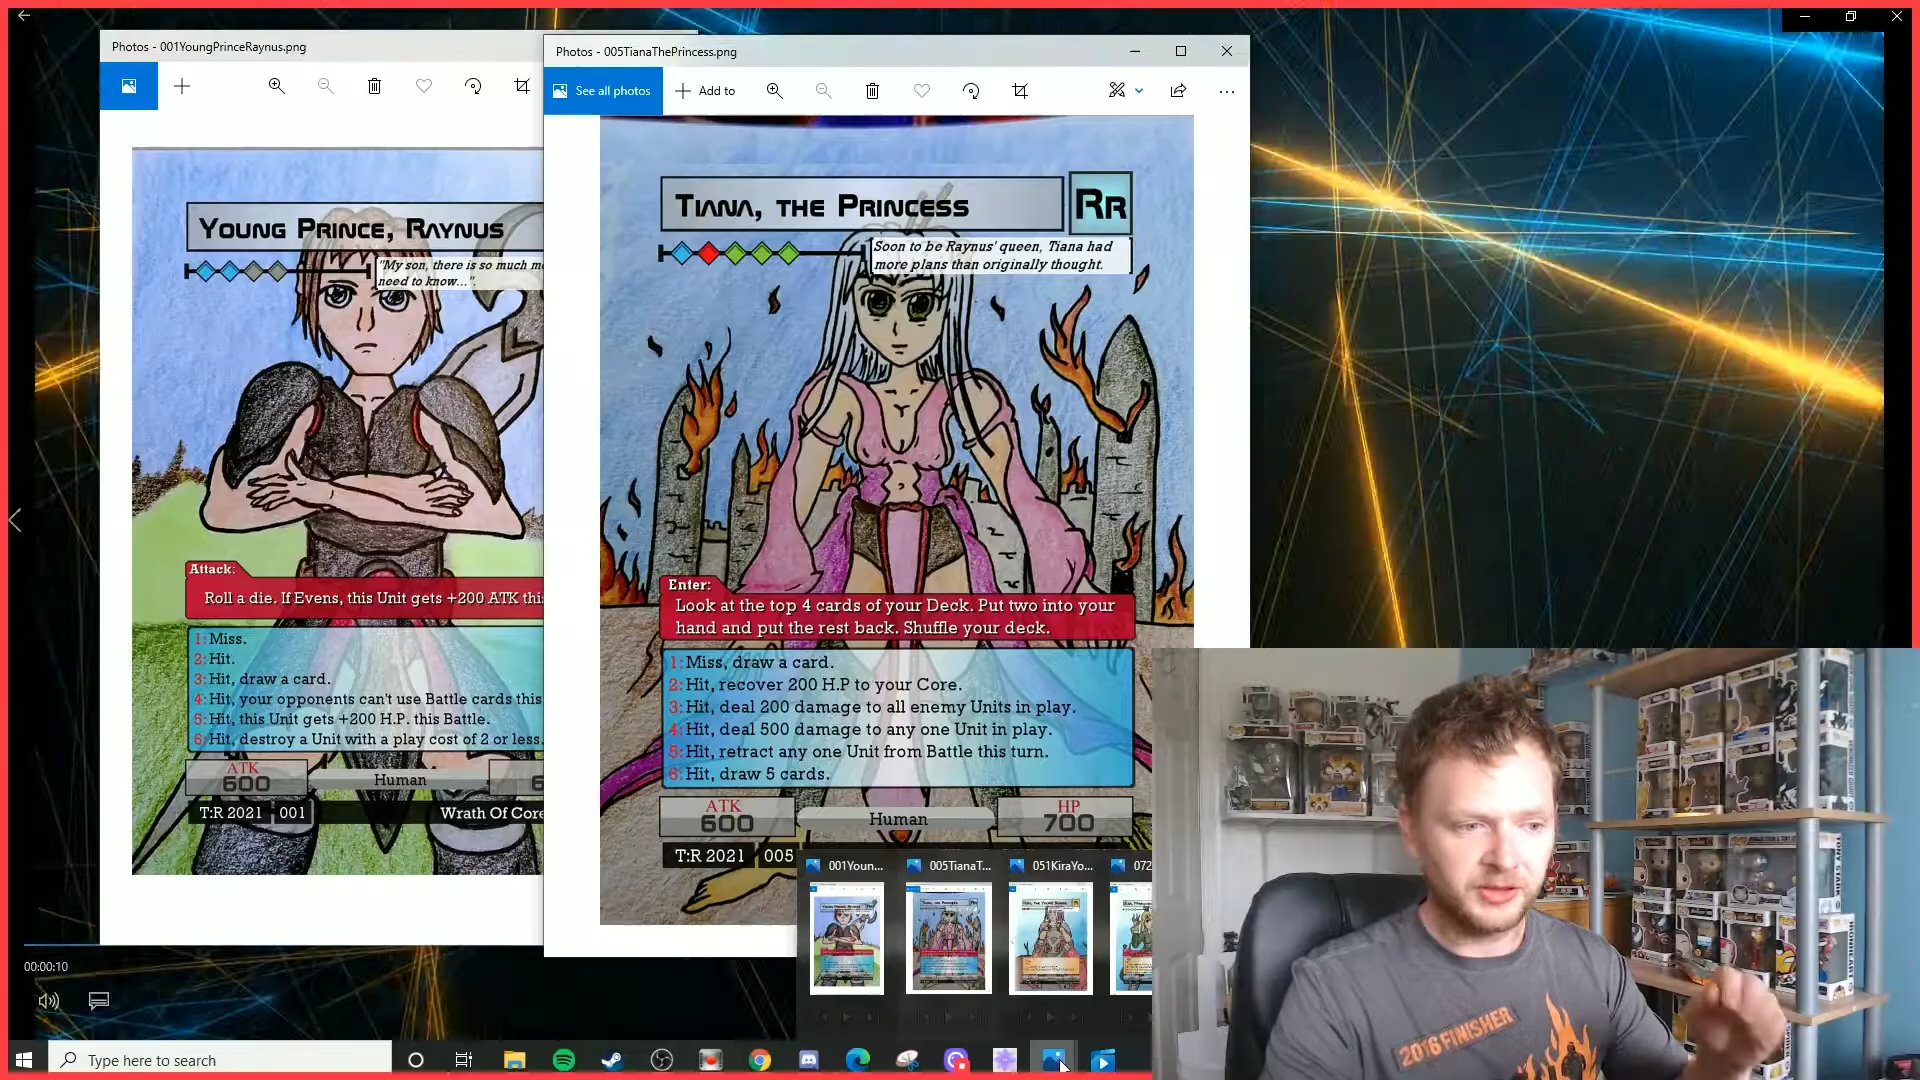 Photos - 001YoungPrinceRaynus.png
Young Prince, Raynus
"My son, there is so much m
need to know...".
Attack:
Roll a die. If Evens, this Unit gets +200 ATK thi
1: Miss.
2: Hit.
3: Hit, draw a card.
4: Hit, your opponents can't use Battle cards this
5: Hit, this Unit gets +200 H.P. this Battle.
6: Hit, destroy a Unit with a play cost of 2 or less.
ATK
600
Human
6
T:R 2021
001
Wrath Of Core
Photos - 005TianaThePrincess.png
See all photos
Add to
Tiana, the Princess
Rr
Soon to be Raynus' queen, Tiana had
more plans than originally thought.
Enter:
Look at the top 4 cards of your Deck. Put two into your
hand and put the rest back. Shuffle your deck.
1: Miss, draw a card.
2: Hit, recover 200 H.P to your Core.
3: Hit, deal 200 damage to all enemy Units in play.
4: Hit, deal 500 damage to any one Unit in play.
5: Hit, retract any one Unit from Battle this turn.
6: Hit, draw 5 cards.
ATK
600
Human
HP
700
T:R 2021
005
001Youn...
005TianaT...
051KiraYo...
072
00:00:10
Type here to search
2016 FINISHER